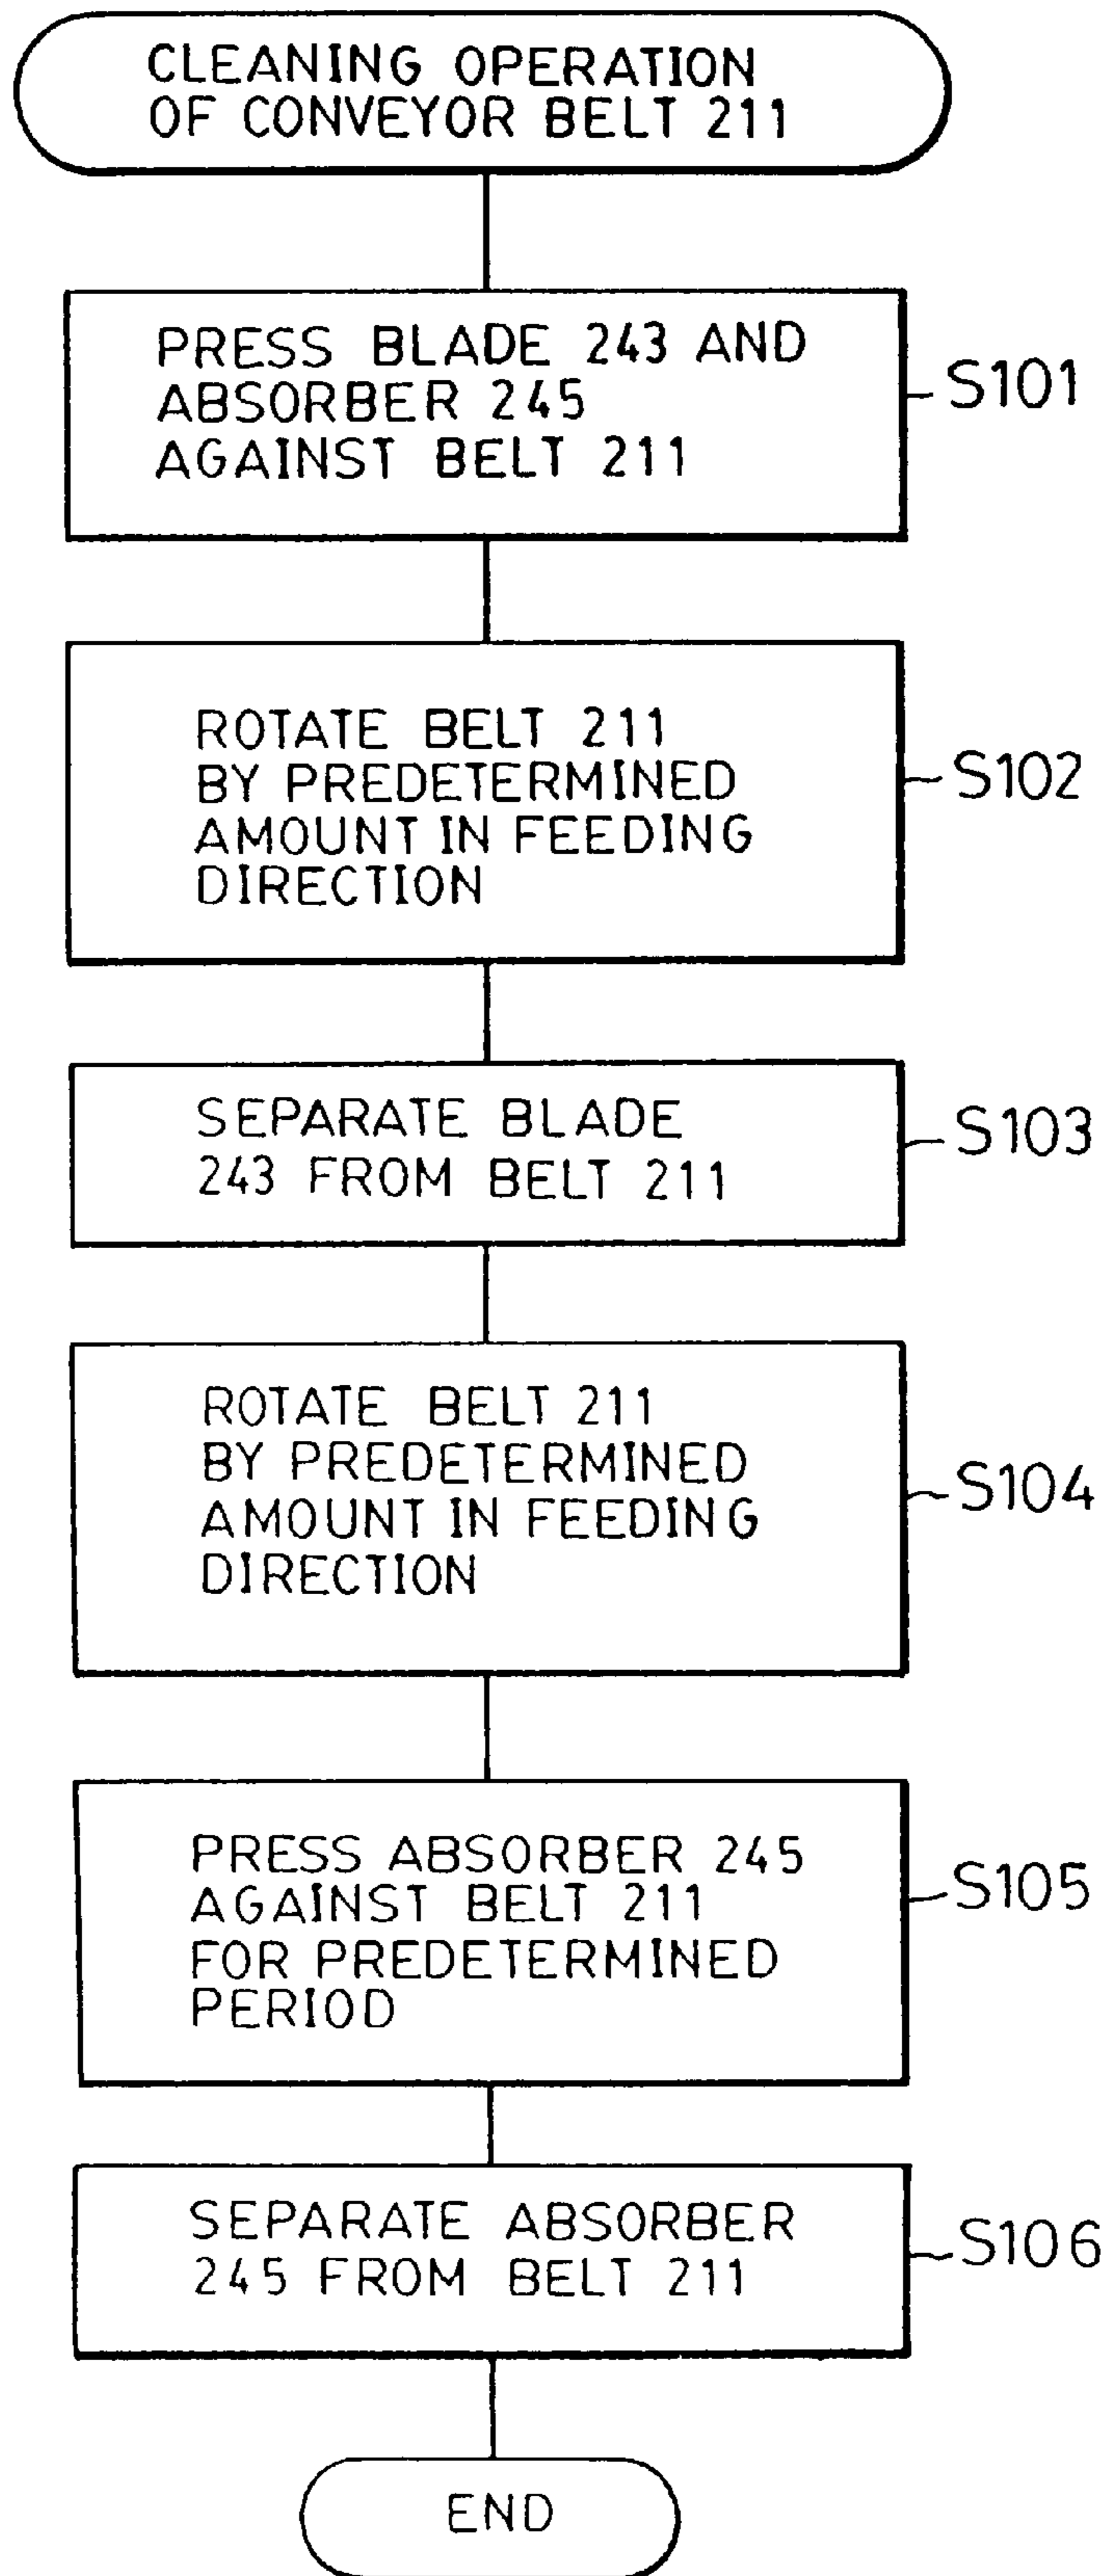 CLEANING OPERATION
OF CONVEYOR BELT 211
PRESS BLADE 243 AND
ABSORBER 245
AGAINST BELT 211
S101
ROTATE BELT 211
BY PREDETERMINED
AMOUNT IN FEEDING
DIRECTION
S102
SEPARATE BLADE
243 FROM BELT 211
S103
ROTATE BELT 211
BY PREDETERMINED
AMOUNT IN FEEDING
DIRECTION
S104
PRESS ABSORBER 245
AGAINST BELT 211
FOR PREDETERMINED
PERIOD
S105
SEPARATE ABSORBER
245 FROM BELT 211
S106
END